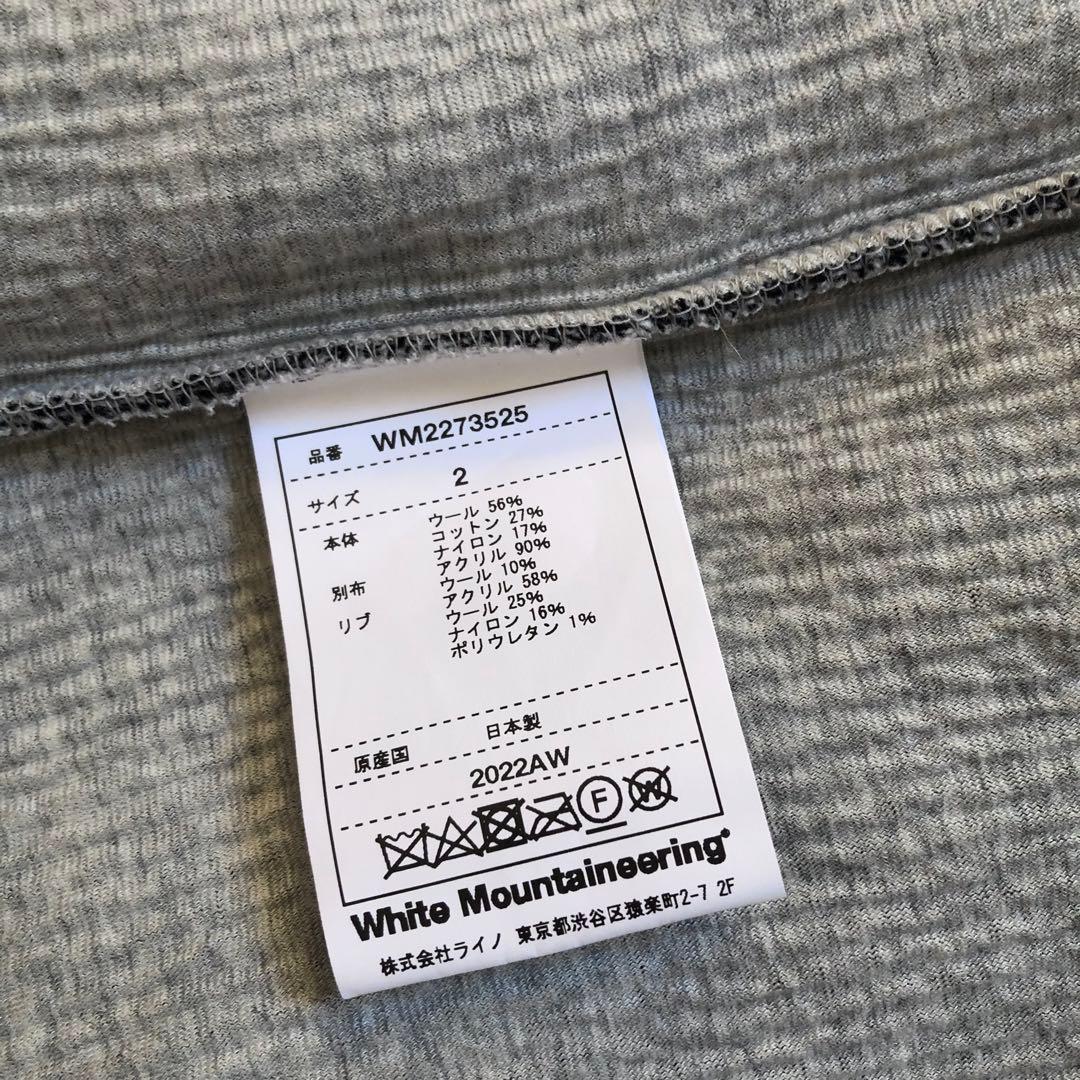 品番 WM2273525
サイズ 2
本体 ウール 56%
コットン 27%
ナイロン 17%
別布 アクリル 90%
ウール 10%
リブ アクリル 58%
ウール 25%
ナイロン 16%
ポリウレタン 1%
原産国 日本製
2022AW
F W
White Mountaineering
株式会社ライノ 東京都渋谷区猿楽町2-7 2F